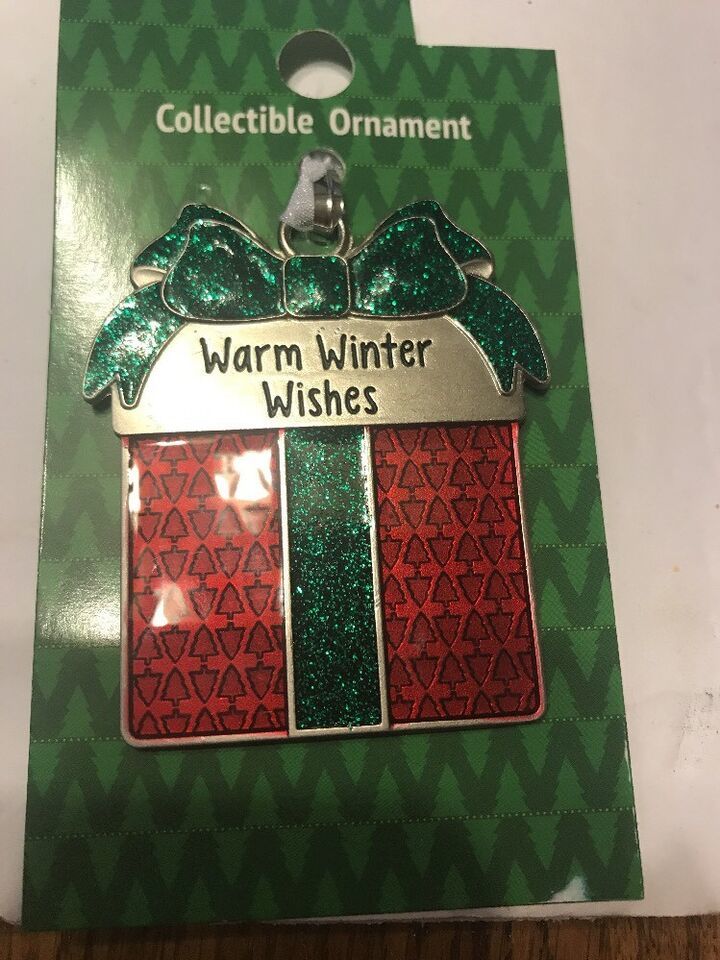 Collectible Ornament
Warm Winter
Wishes